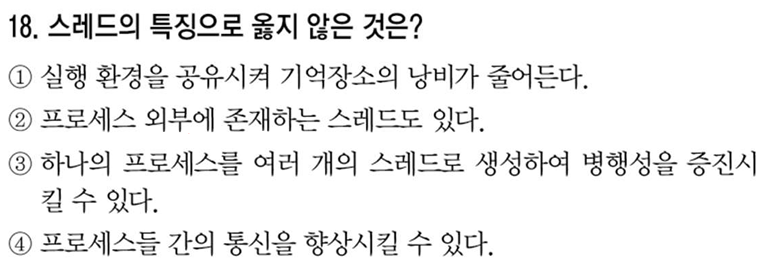 18. 스레드의 특징으로 옳지 않은 것은?
① 실행 환경을 공유시켜 기억장소의 낭비가 줄어든다.
② 프로세스 외부에 존재하는 스레드도 있다.
③ 하나의 프로세스를 여러 개의 스레드로 생성하여 병행성을 증진시
킬 수 있다.
④ 프로세스들 간의 통신을 향상시킬 수 있다.